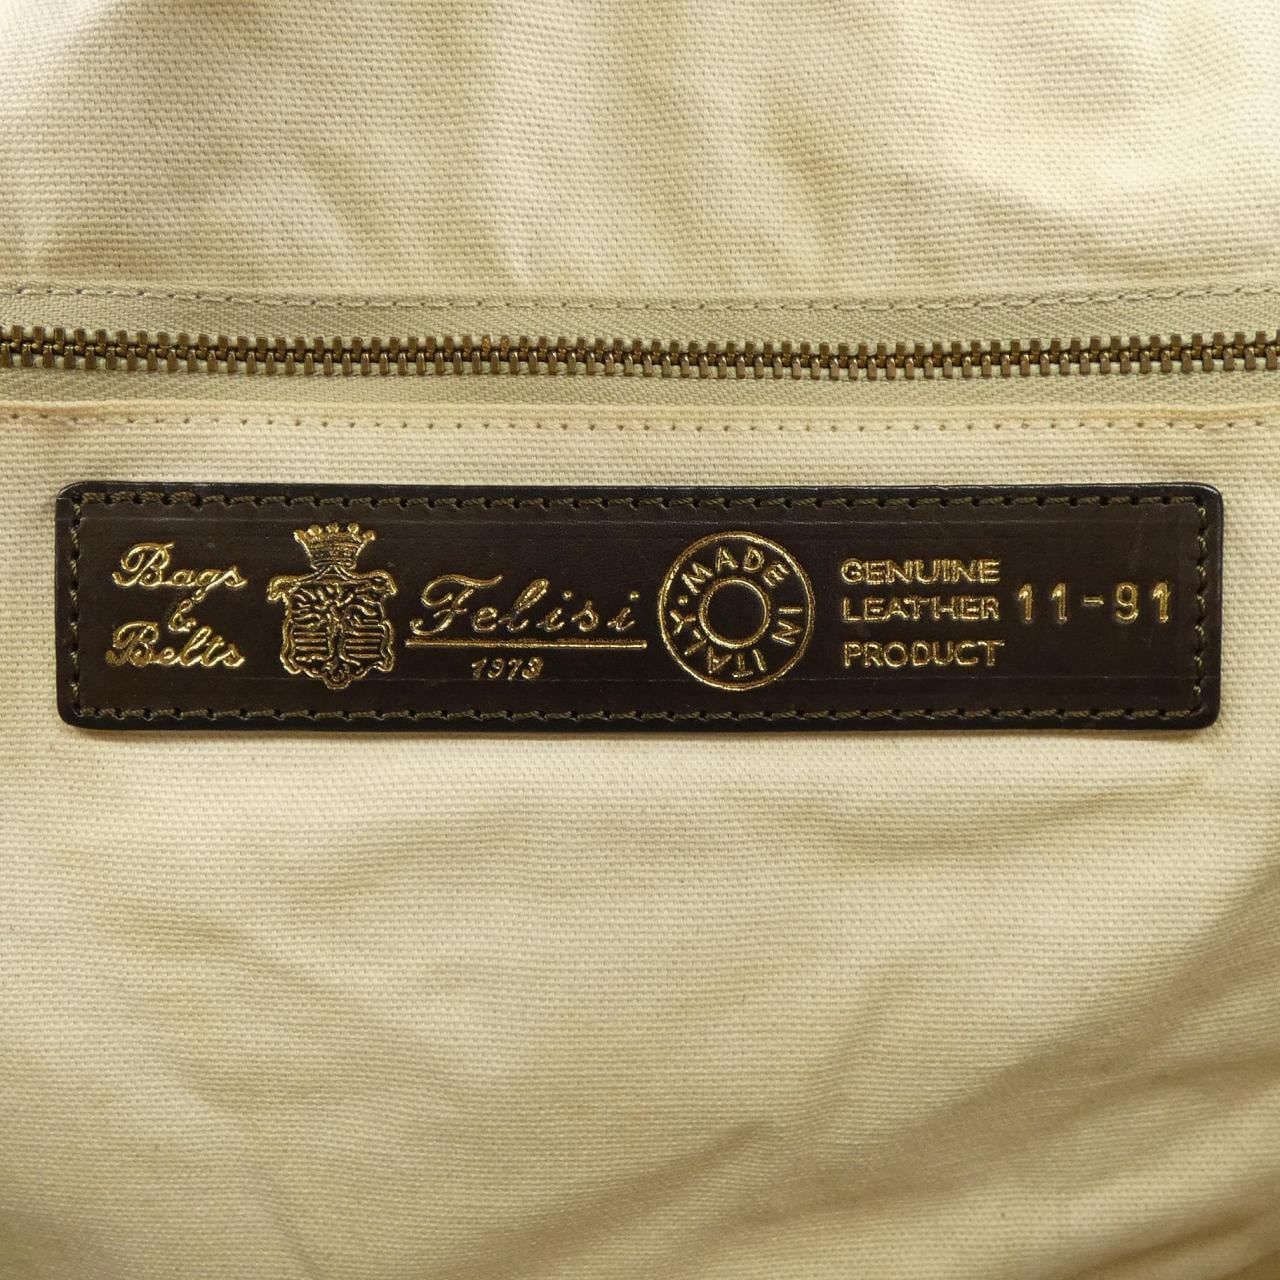 Bags
&
Belts
Felisi
1973
MADE IN ITALY
GENUINE
LEATHER
PRODUCT
11-91